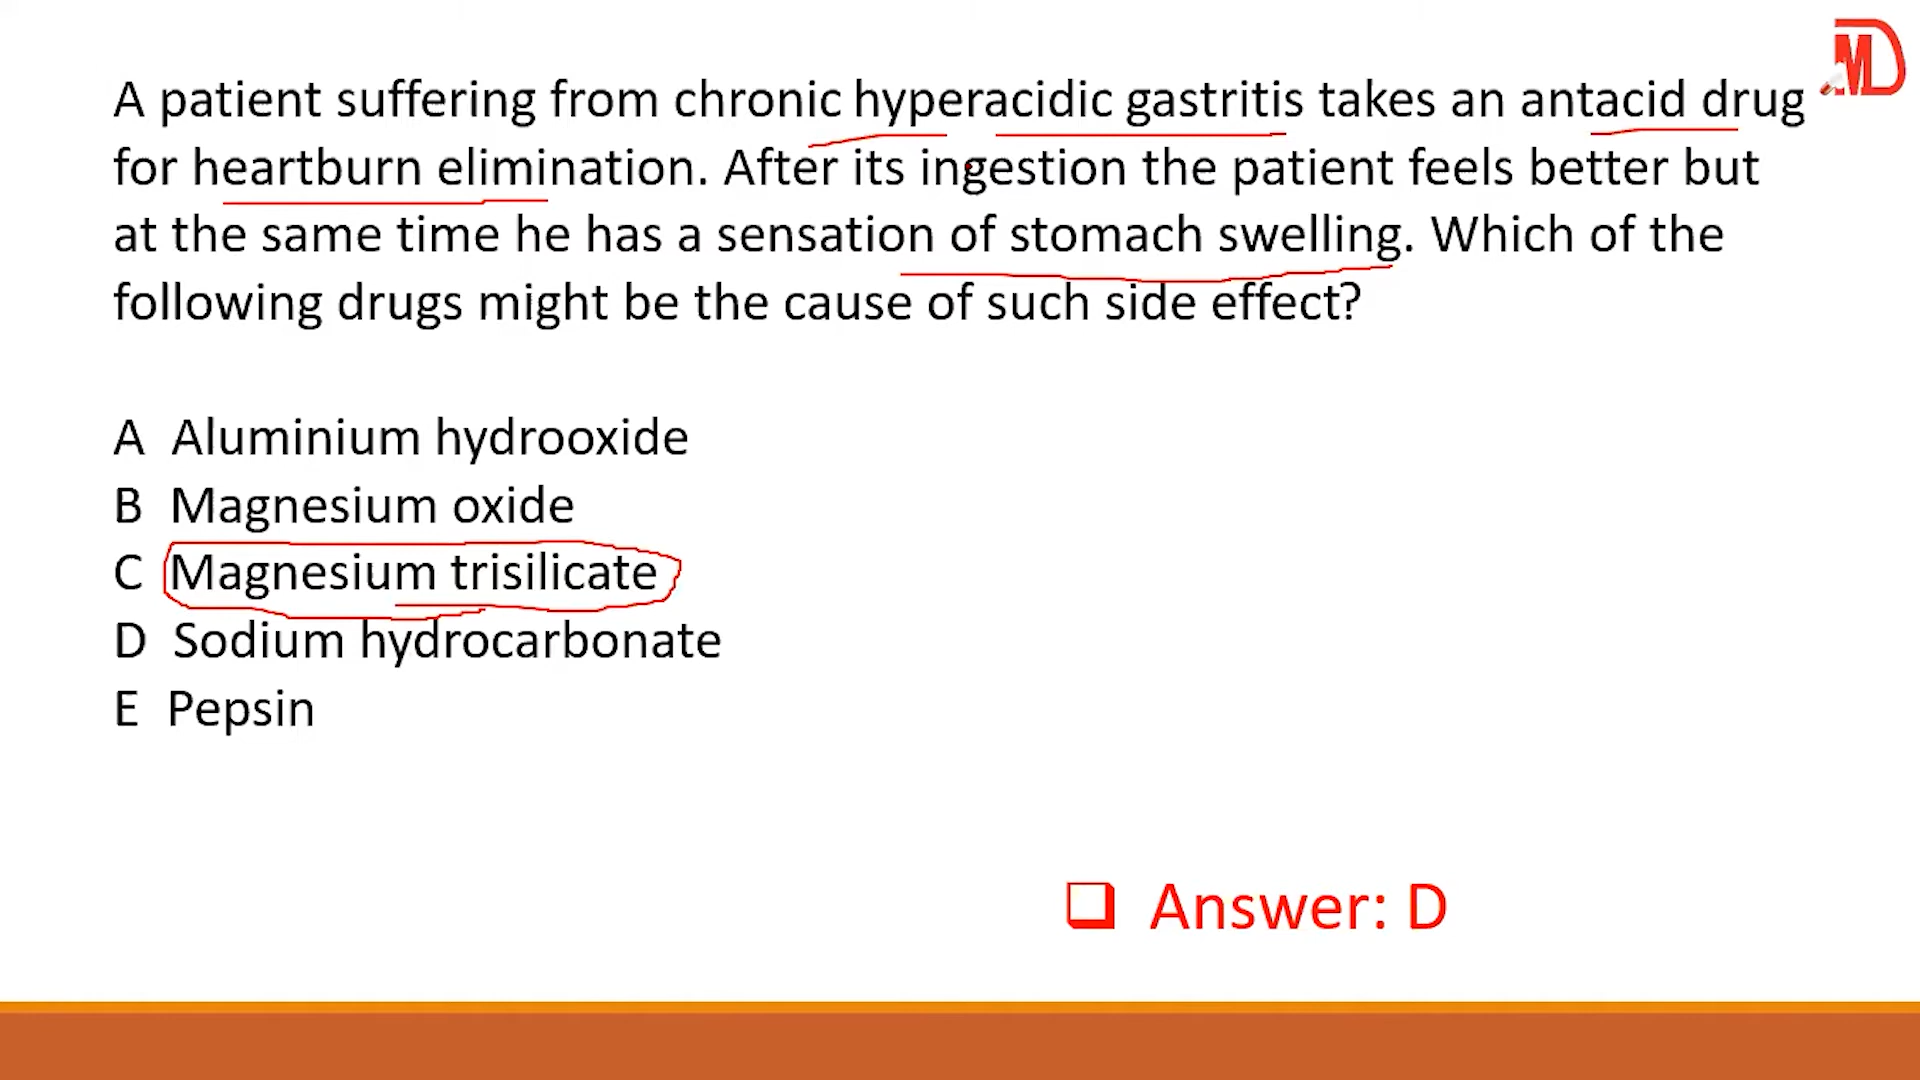 MD
A patient suffering from chronic hyperacidic gastritis takes an antacid drug
for heartburn elimination. After its ingestion the patient feels better but
at the same time he has a sensation of stomach swelling. Which of the
following drugs might be the cause of such side effect?
A Aluminium hydrooxide
B Magnesium oxide
C Magnesium trisilicate
D Sodium hydrocarbonate
E Pepsin
❑ Answer: D